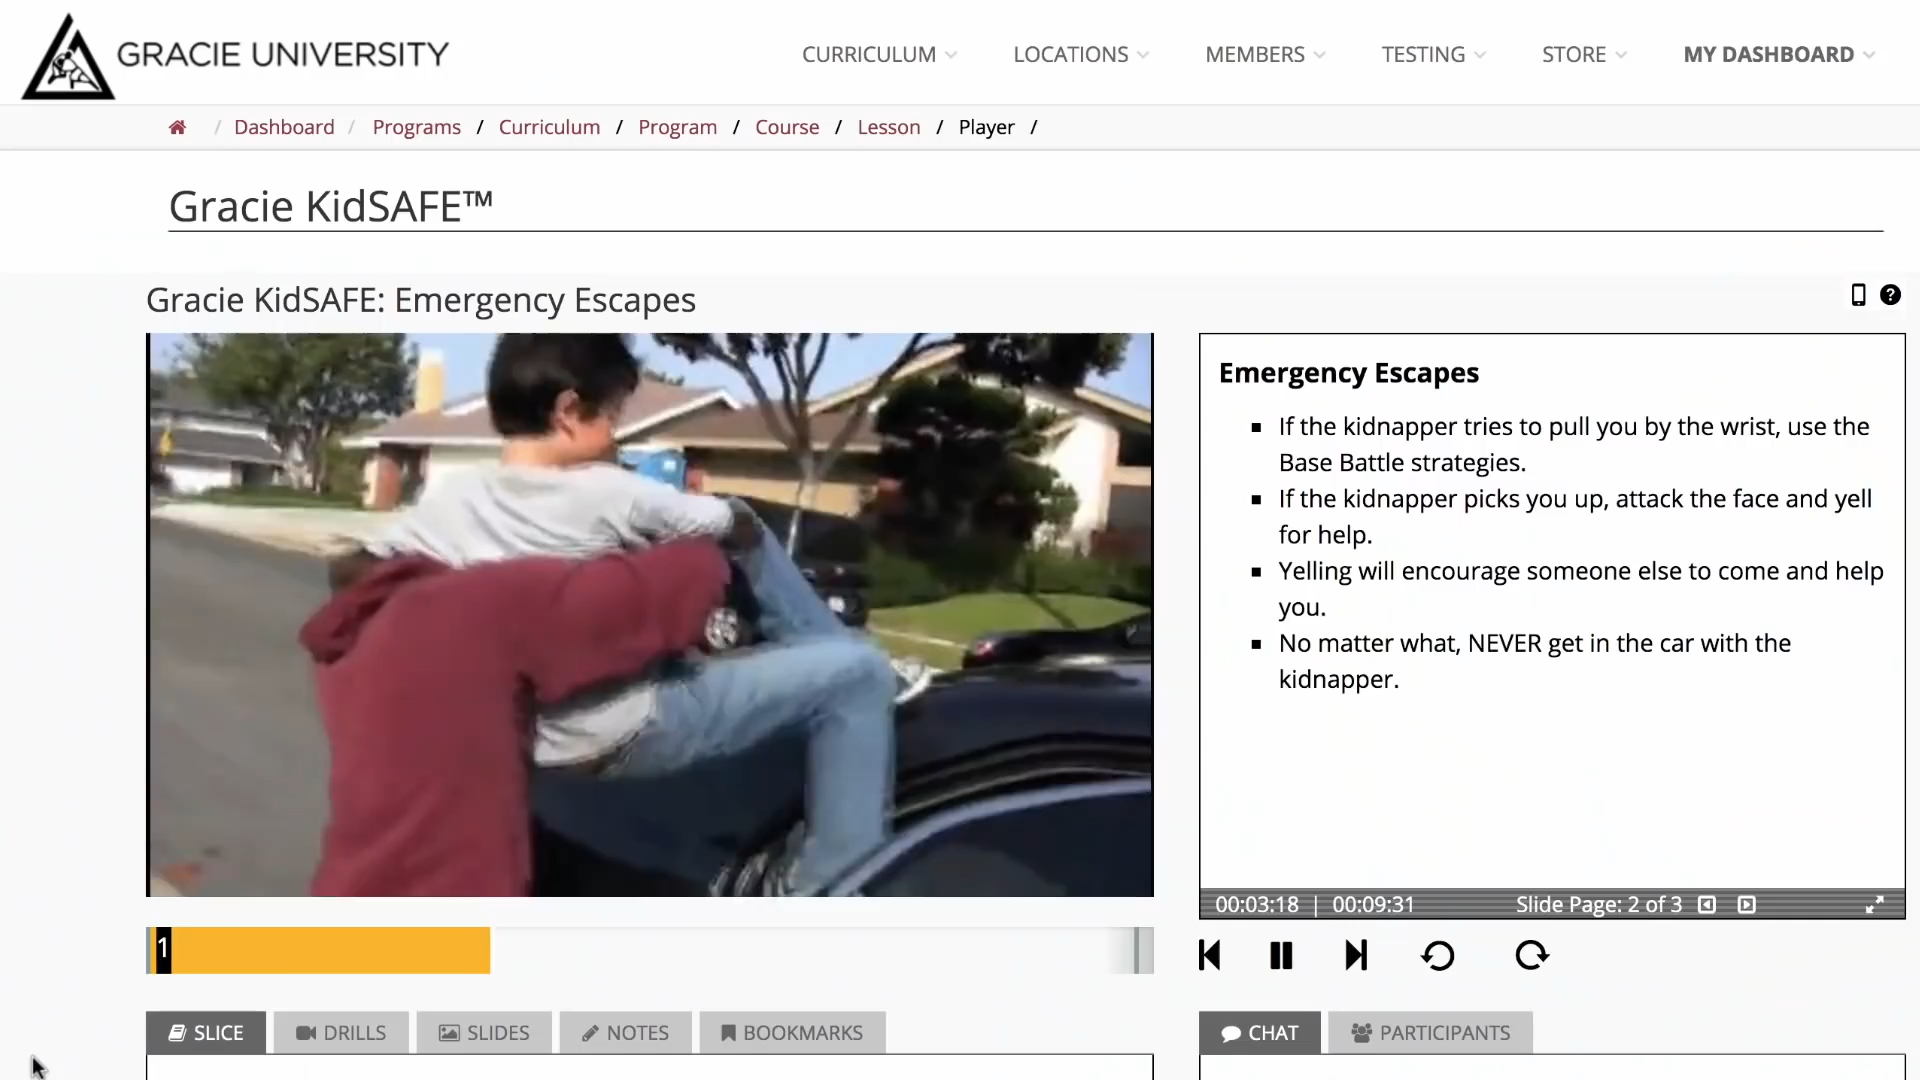 GRACIE UNIVERSITY
CURRICULUM LOCATIONS MEMBERS TESTING STORE MY DASHBOARD
/ Dashboard / Programs / Curriculum / Program / Course / Lesson / Player /
Gracie KidSAFE™
Gracie KidSAFE: Emergency Escapes
Emergency Escapes
If the kidnapper tries to pull you by the wrist, use the
Base Battle strategies.
If the kidnapper picks you up, attack the face and yell
for help.
Yelling will encourage someone else to come and help
you.
No matter what, NEVER get in the car with the
kidnapper.
00:03:18 | 00:09:31 Slide Page: 2 of 3
1
SLICE DRILLS SLIDES NOTES BOOKMARKS
CHAT PARTICIPANTS